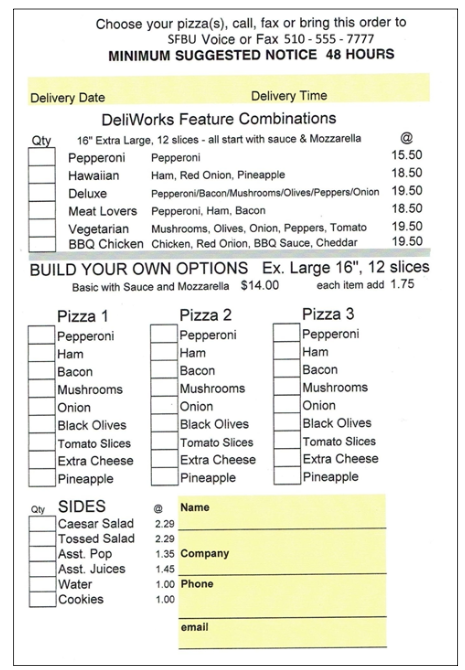 Choose your pizza(s), call, fax or bring this order to
SFBU Voice or Fax 510 - 555 - 7777
MINIMUM SUGGESTED NOTICE 48 HOURS
Delivery Date Delivery Time
DeliWorks Feature Combinations
Qty 16" Extra Large, 12 slices - all start with sauce & Mozzarella @
Pepperoni Pepperoni 15.50
Hawaiian Ham, Red Onion, Pineapple 18.50
Deluxe Pepperoni/Bacon/Mushrooms/Olives/Peppers/Onion 19.50
Meat Lovers Pepperoni, Ham, Bacon 18.50
Vegetarian Mushrooms, Olives, Onion, Peppers, Tomato 19.50
BBQ Chicken Chicken, Red Onion, BBQ Sauce, Cheddar 19.50
BUILD YOUR OWN OPTIONS Ex. Large 16", 12 slices
Basic with Sauce and Mozzarella $14.00 each item add 1.75
Pizza 1 Pizza 2 Pizza 3
Pepperoni Pepperoni Pepperoni
Ham Ham Ham
Bacon Bacon Bacon
Mushrooms Mushrooms Mushrooms
Onion Onion Onion
Black Olives Black Olives Black Olives
Tomato Slices Tomato Slices Tomato Slices
Extra Cheese Extra Cheese Extra Cheese
Pineapple Pineapple Pineapple
Qty SIDES @ Name
Caesar Salad 2.29
Tossed Salad 2.29
Asst. Pop 1.35 Company
Asst. Juices 1.45
Water 1.00 Phone
Cookies 1.00
email